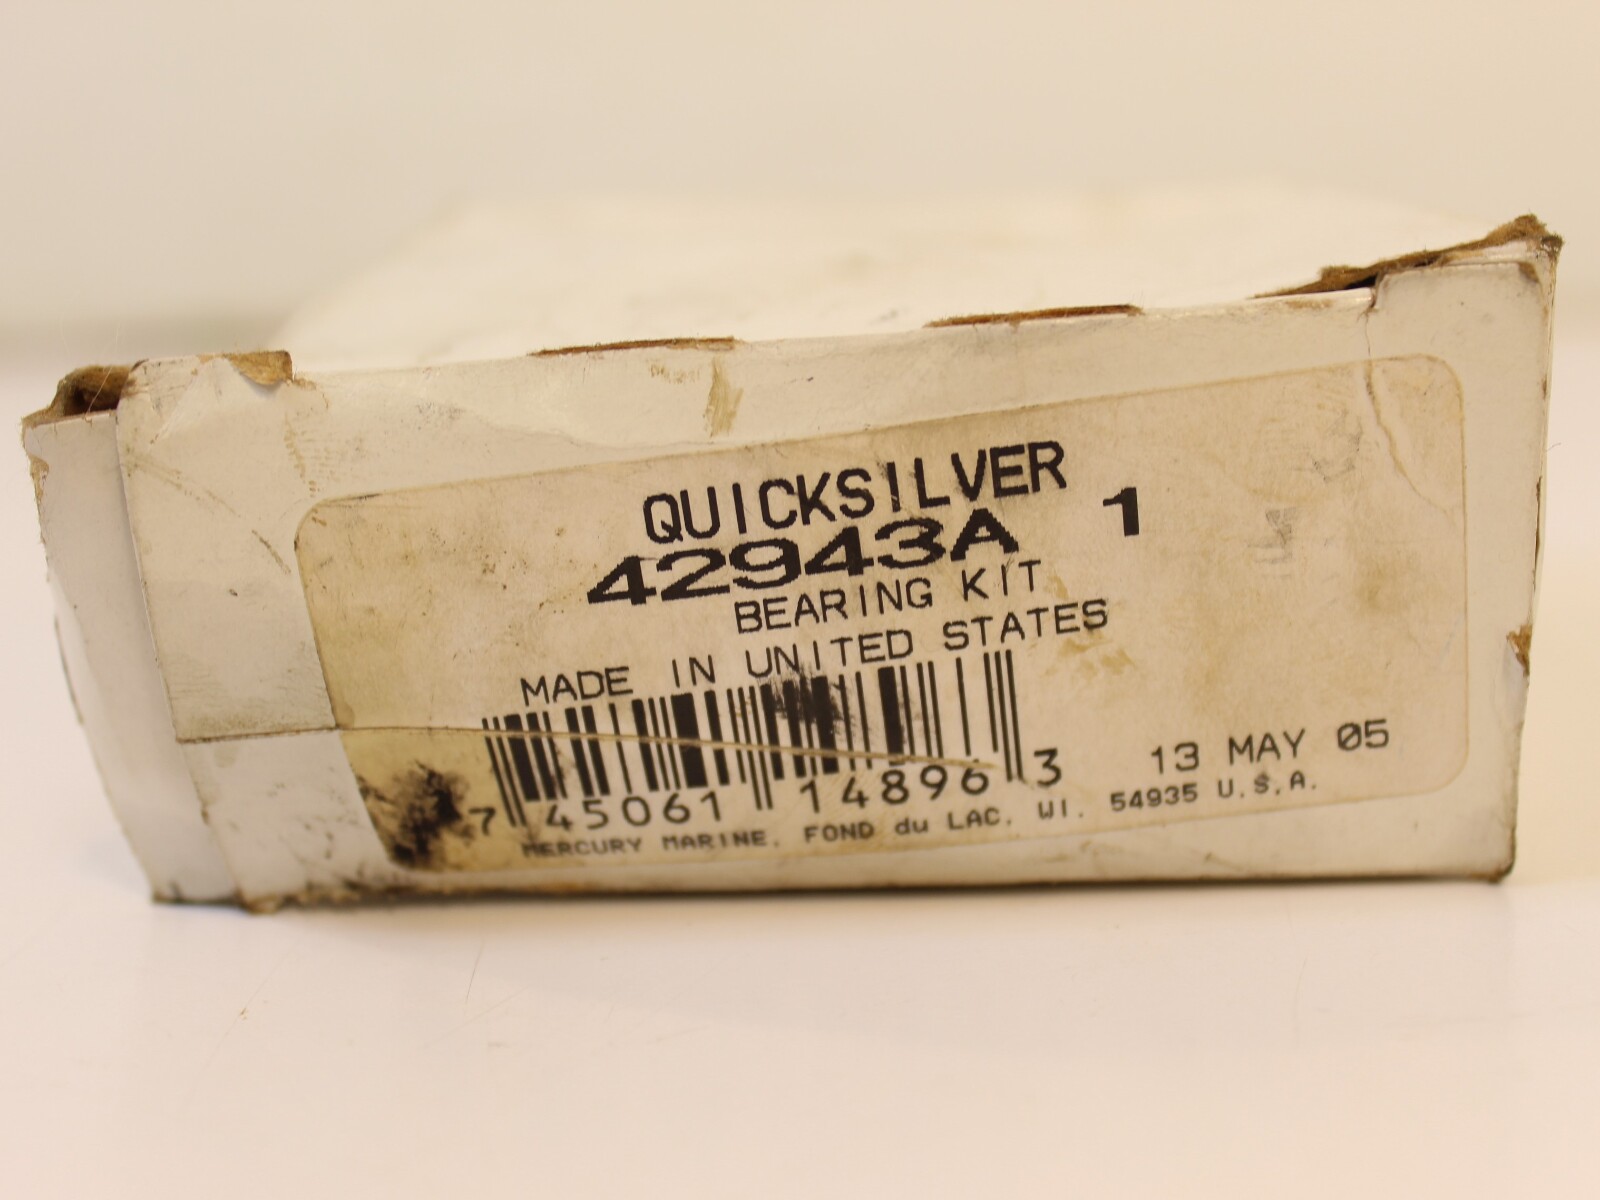 QUICKSILVER
42943A 1
BEARING KIT
MADE IN UNITED STATES
7 45061 14896 3
13 MAY 05
MERCURY MARINE, FOND du LAC, WI. 54935 U.S.A.